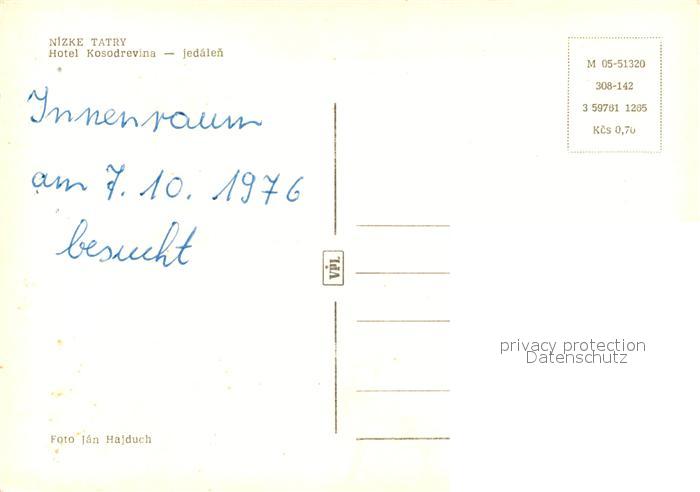 NÍZKE TATRY
Hotel Kosodrevina — jedáleň
Innenraum
am 7. 10. 1976
besucht
M 05-51320
308-142
3 59761 1265
Kčs 0,70
VPL
privacy protection
Datenschutz
Foto Ján Hajduch